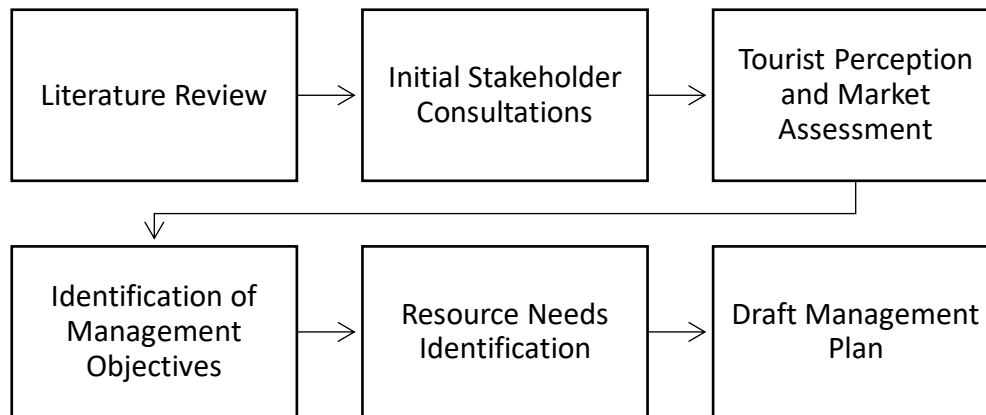 Literature Review
Initial Stakeholder
Consultations
Tourist Perception
and Market
Assessment
Identification of
Management
Objectives
Resource Needs
Identification
Draft Management
Plan